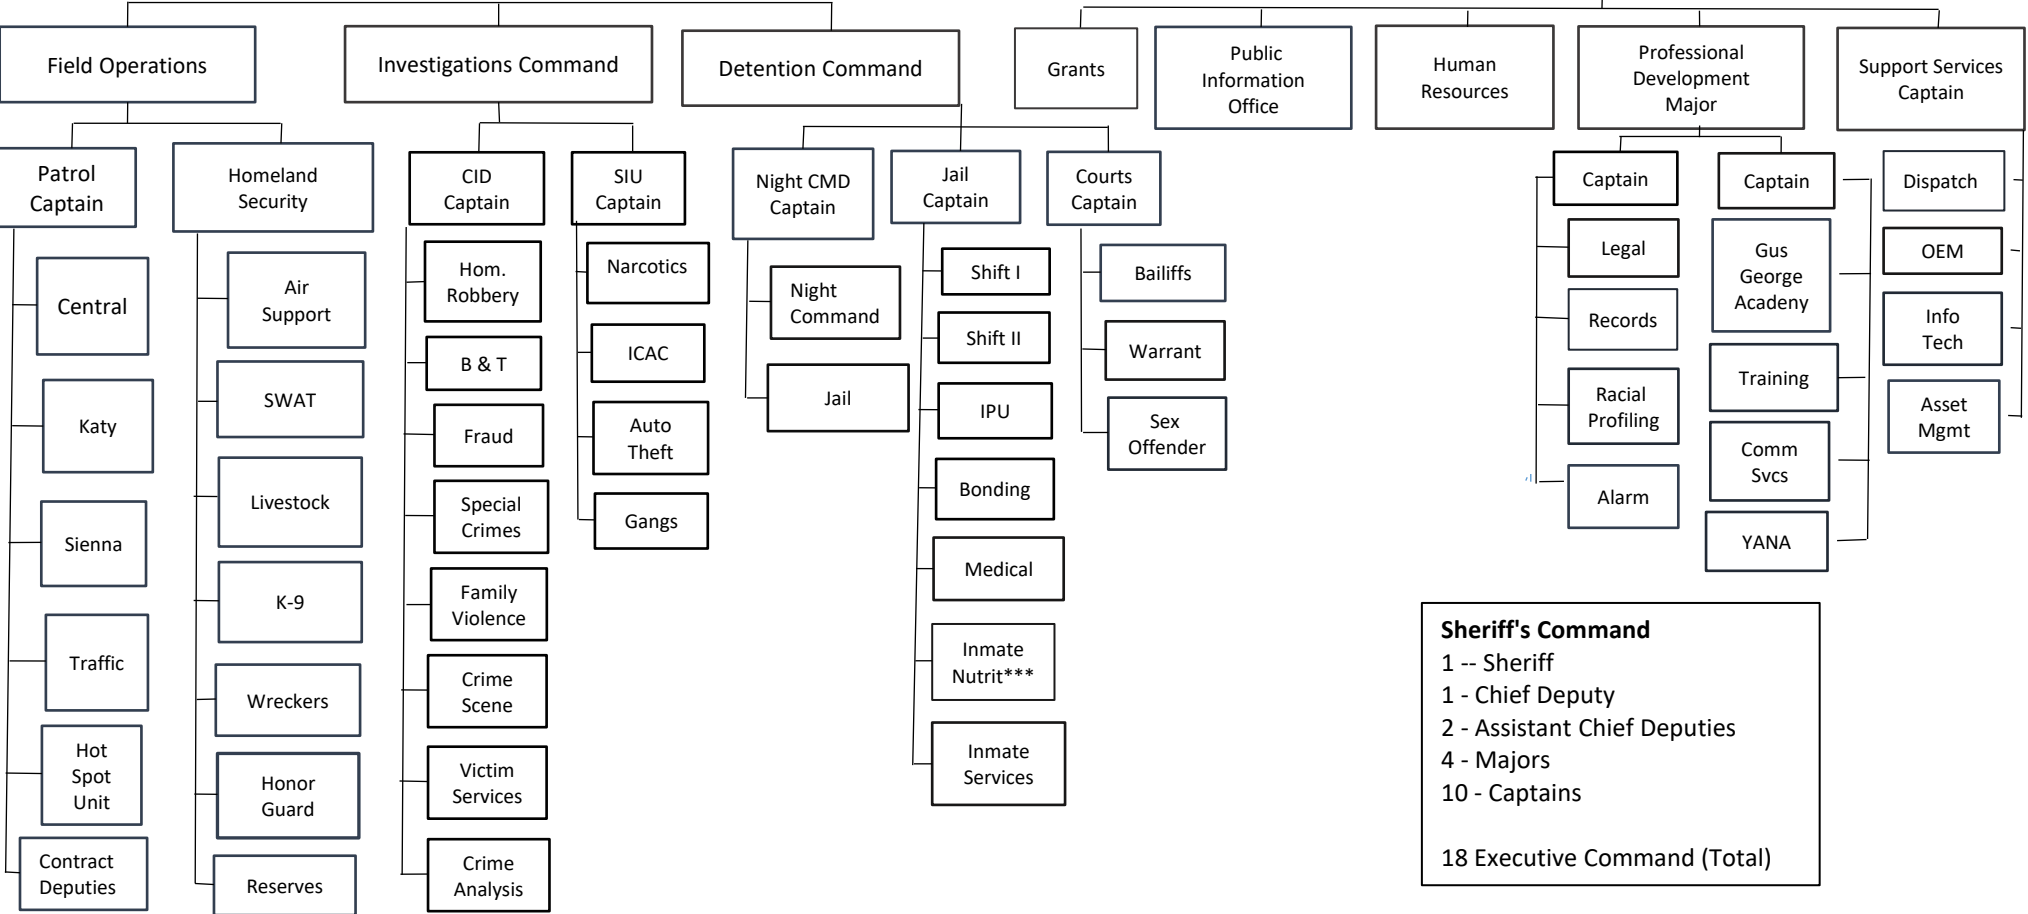 Field Operations
Investigations Command
Detention Command
Grants
Public
Information
Office
Human
Resources
Professional
Development
Major
Support Services
Captain
Patrol
Captain
Central
Katy
Sienna
Traffic
Hot
Spot
Unit
Contract
Deputies
Homeland
Security
Air
Support
SWAT
Livestock
K-9
Wreckers
Honor
Guard
Reserves
CID
Captain
Hom.
Robbery
B & T
Fraud
Special
Crimes
Family
Violence
Crime
Scene
Victim
Services
Crime
Analysis
SIU
Captain
Narcotics
ICAC
Auto
Theft
Gangs
Night CMD
Captain
Night
Command
Jail
Jail
Captain
Shift I
Shift II
IPU
Bonding
Medical
Inmate
Nutrit***
Inmate
Services
Courts
Captain
Bailiffs
Warrant
Sex
Offender
Captain
Legal
Records
Racial
Profiling
Alarm
Captain
Gus
George
Acadeny
Training
Comm
Svcs
YANA
Dispatch
OEM
Info
Tech
Asset
Mgmt
Sheriff's Command
1 -- Sheriff
1 - Chief Deputy
2 - Assistant Chief Deputies
4 - Majors
10 - Captains
18 Executive Command (Total)